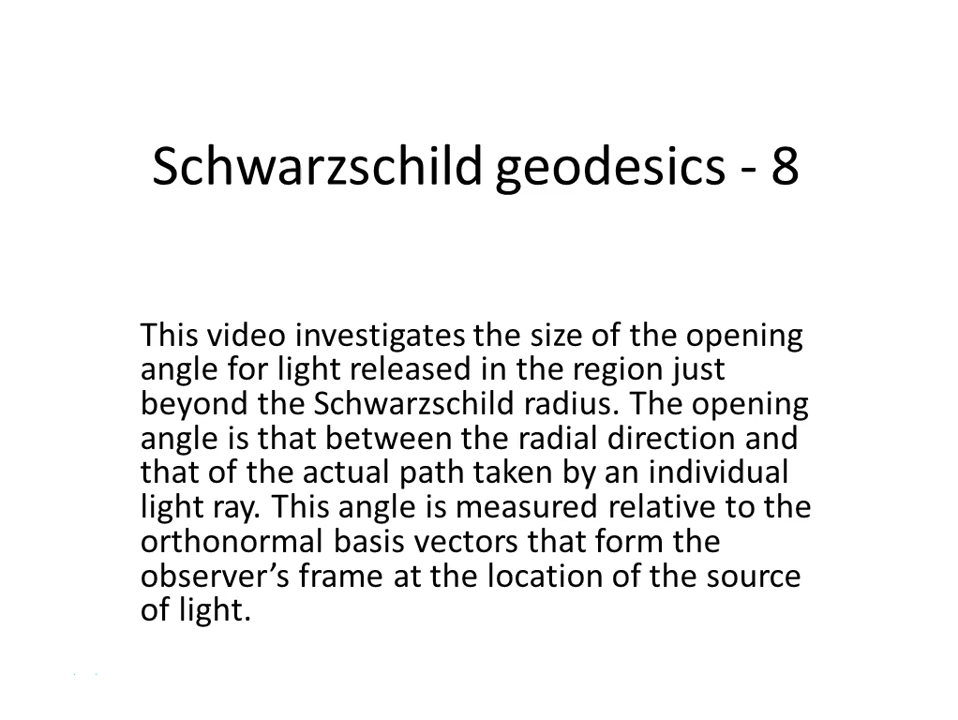 Schwarzschild geodesics - 8
This video investigates the size of the opening
angle for light released in the region just
beyond the Schwarzschild radius. The opening
angle is that between the radial direction and
that of the actual path taken by an individual
light ray. This angle is measured relative to the
orthonormal basis vectors that form the
observer’s frame at the location of the source
of light.